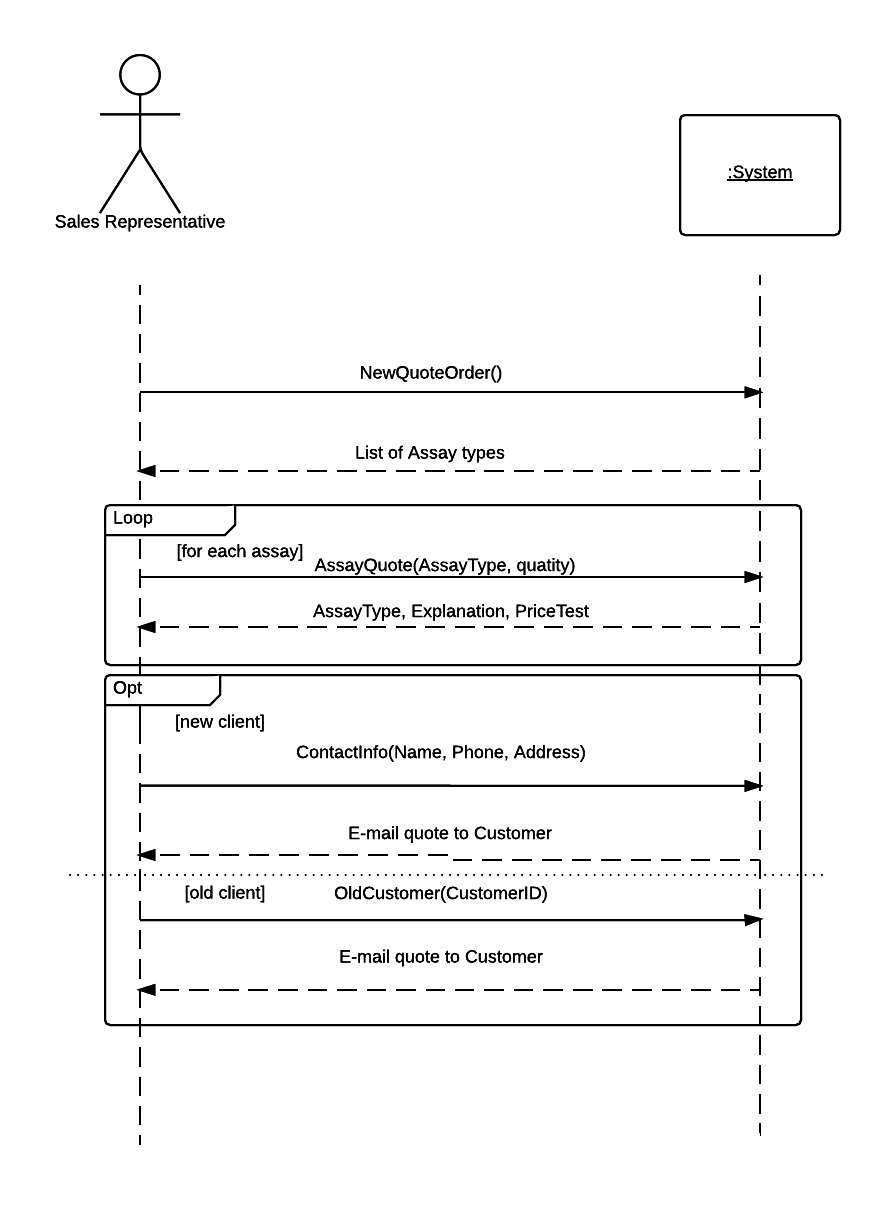 :System
Sales Representative
NewQuoteOrder()
List of Assay types
Loop
[for each assay]
AssayQuote(AssayType, quatity)
AssayType, Explanation, PriceTest
Opt
[new client]
ContactInfo(Name, Phone, Address)
E-mail quote to Customer
[old client]
OldCustomer(CustomerID)
E-mail quote to Customer